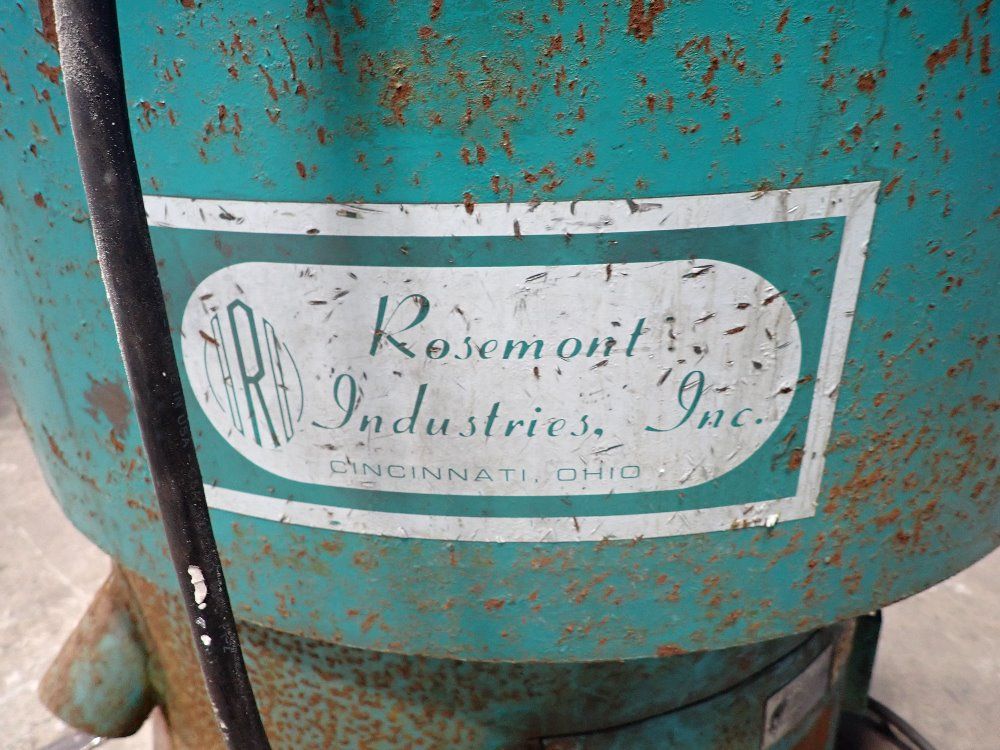 Rosemont
Industries, Inc.
CINCINNATI, OHIO